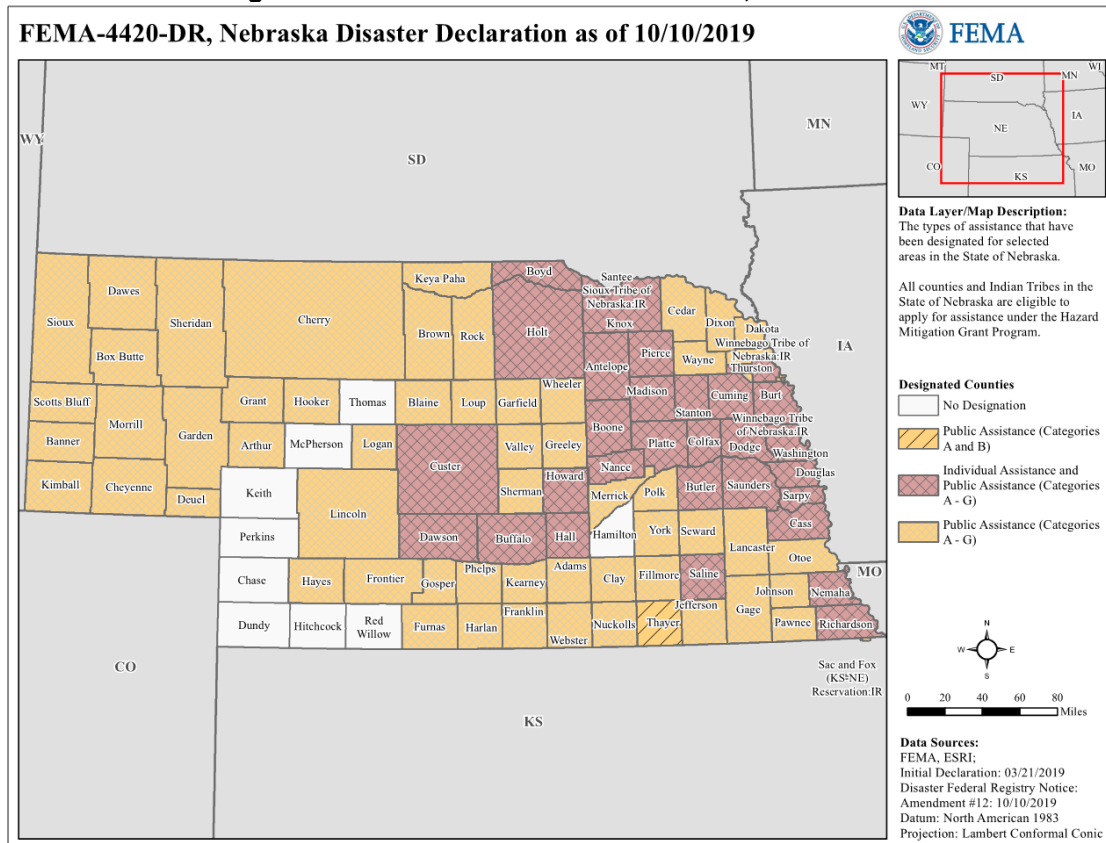 FEMA-4420-DR, Nebraska Disaster Declaration as of 10/10/2019
FEMA
MT
SD
MN
WI
WY
NE
IA
CO
KS
MO
WY
SD
MN
IA
MO
CO
KS
Sioux
Dawes
Sheridan
Cherry
Keya Paha
Boyd
Santee
Sioux Tribe of
Nebraska:IR
Knox
Cedar
Dixon
Dakota
Winnebago Tribe of
Nebraska:IR
Thurston
Box Butte
Brown
Rock
Holt
Antelope
Pierce
Wayne
Scotts Bluff
Banner
Kimball
Morrill
Cheyenne
Garden
Deuel
Grant
Hooker
Thomas
Blaine
Loup
Garfield
Wheeler
Madison
Stanton
Cuming
Burt
Winnebago Tribe
of Nebraska:IR
Arthur
McPherson
Logan
Custer
Valley
Greeley
Boone
Platte
Colfax
Dodge
Washington
Keith
Lincoln
Sherman
Howard
Nance
Merrick
Polk
Butler
Saunders
Douglas
Sarpy
Perkins
Dawson
Buffalo
Hall
Hamilton
York
Seward
Lancaster
Cass
Otoe
Chase
Hayes
Frontier
Gosper
Phelps
Kearney
Adams
Clay
Fillmore
Saline
Johnson
Nemaha
Dundy
Hitchcock
Red
Willow
Furnas
Harlan
Franklin
Webster
Nuckolls
Thayer
Jefferson
Gage
Pawnee
Richardson
Sac and Fox
(KS-NE)
Reservation:IR
Data Layer/Map Description:
The types of assistance that have
been designated for selected
areas in the State of Nebraska.
All counties and Indian Tribes in the
State of Nebraska are eligible to
apply for assistance under the Hazard
Mitigation Grant Program.
Designated Counties
No Designation
Public Assistance (Categories
A and B)
Individual Assistance and
Public Assistance (Categories
A - G)
Public Assistance (Categories
A - G)
N
W
E
S
0 20 40 60 80
Miles
Data Sources:
FEMA, ESRI;
Initial Declaration: 03/21/2019
Disaster Federal Registry Notice:
Amendment #12: 10/10/2019
Datum: North American 1983
Projection: Lambert Conformal Conic